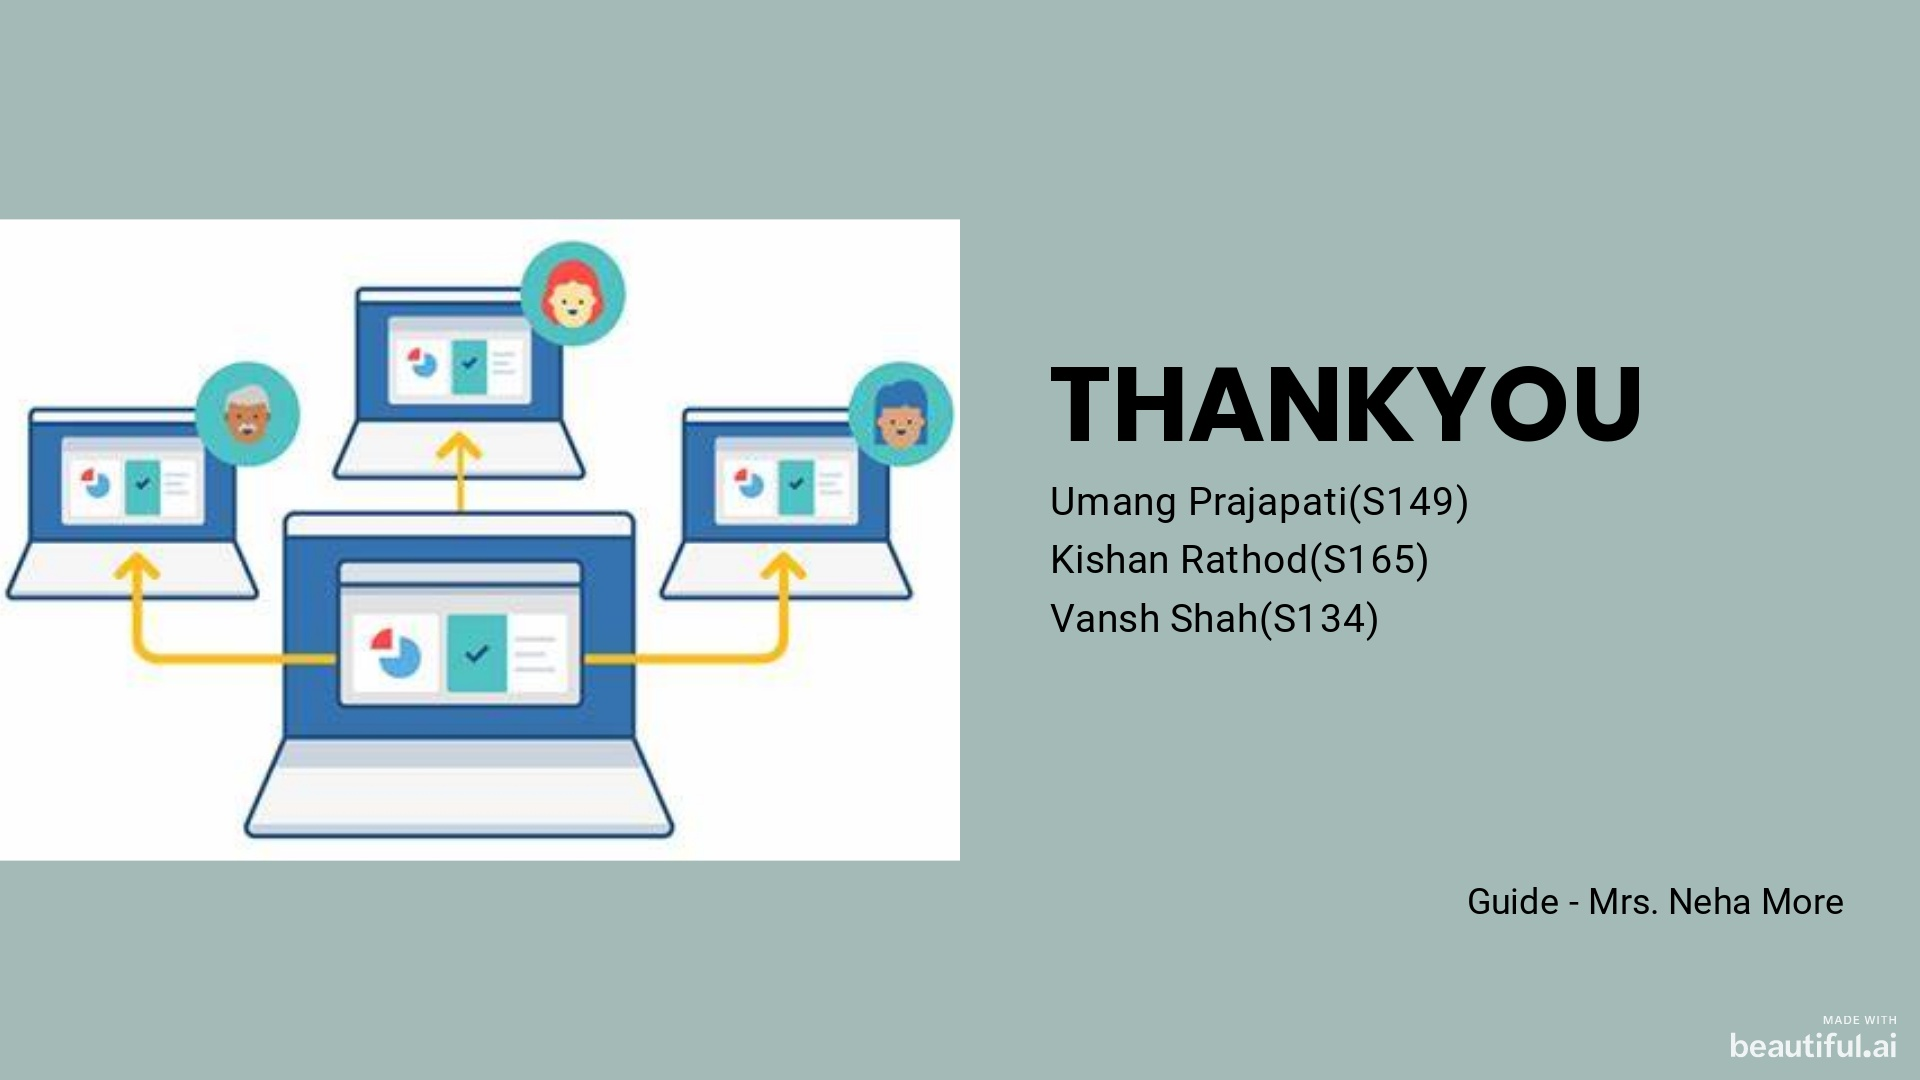 THANKYOU
Umang Prajapati(S149)
Kishan Rathod(S165)
Vansh Shah(S134)
Guide - Mrs. Neha More
MADE WITH
beautiful.ai